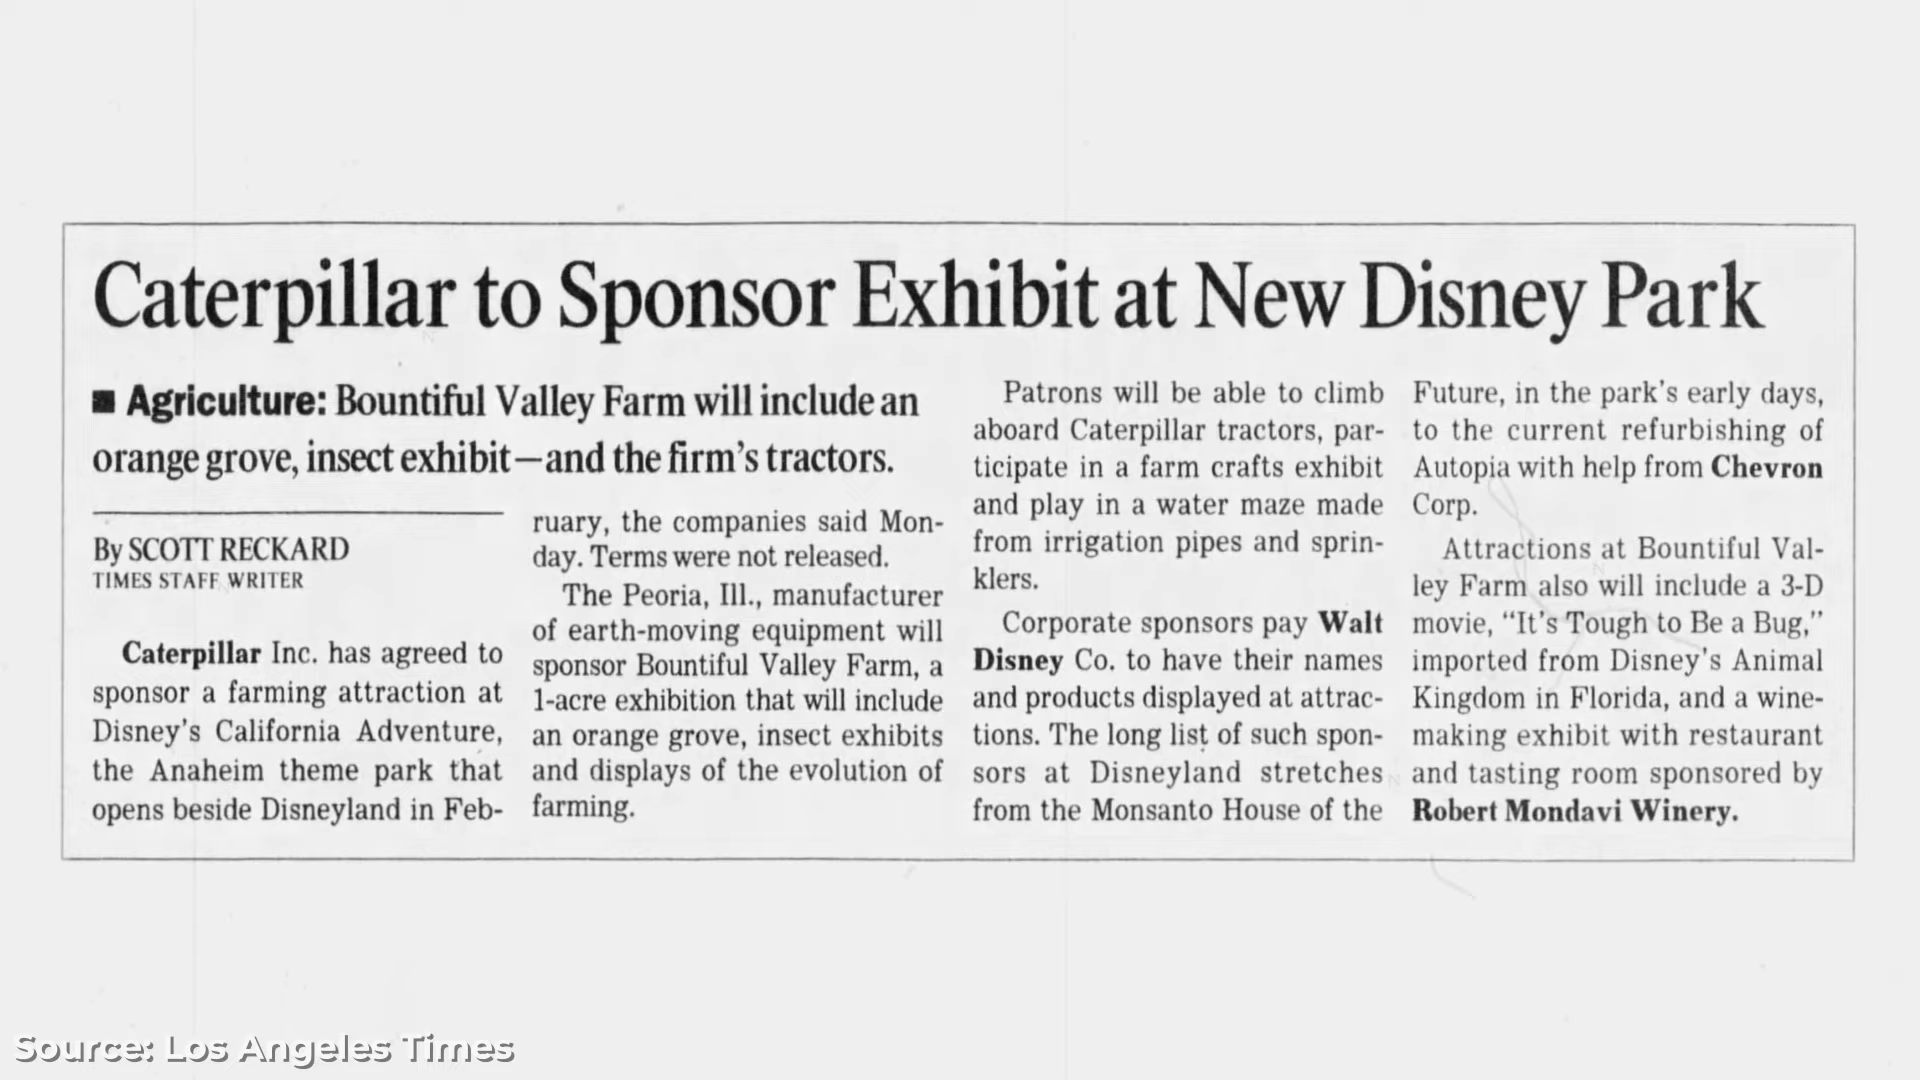 Caterpillar to Sponsor Exhibit at New Disney Park
■ Agriculture: Bountiful Valley Farm will include an
orange grove, insect exhibit—and the firm's tractors.
By SCOTT RECKARD
TIMES STAFF WRITER
Caterpillar Inc. has agreed to
sponsor a farming attraction at
Disney's California Adventure,
the Anaheim theme park that
opens beside Disneyland in Feb-
ruary, the companies said Mon-
day. Terms were not released.
The Peoria, Ill., manufacturer
of earth-moving equipment will
sponsor Bountiful Valley Farm, a
1-acre exhibition that will include
an orange grove, insect exhibits
and displays of the evolution of
farming.
Patrons will be able to climb
aboard Caterpillar tractors, par-
ticipate in a farm crafts exhibit
and play in a water maze made
from irrigation pipes and sprin-
klers.
Corporate sponsors pay Walt
Disney Co. to have their names
and products displayed at attrac-
tions. The long list of such spon-
sors at Disneyland stretches
from the Monsanto House of the
Future, in the park's early days,
to the current refurbishing of
Autopia with help from Chevron
Corp.
Attractions at Bountiful Val-
ley Farm also will include a 3-D
movie, "It's Tough to Be a Bug,"
imported from Disney's Animal
Kingdom in Florida, and a wine-
making exhibit with restaurant
and tasting room sponsored by
Robert Mondavi Winery.
Source: Los Angeles Times